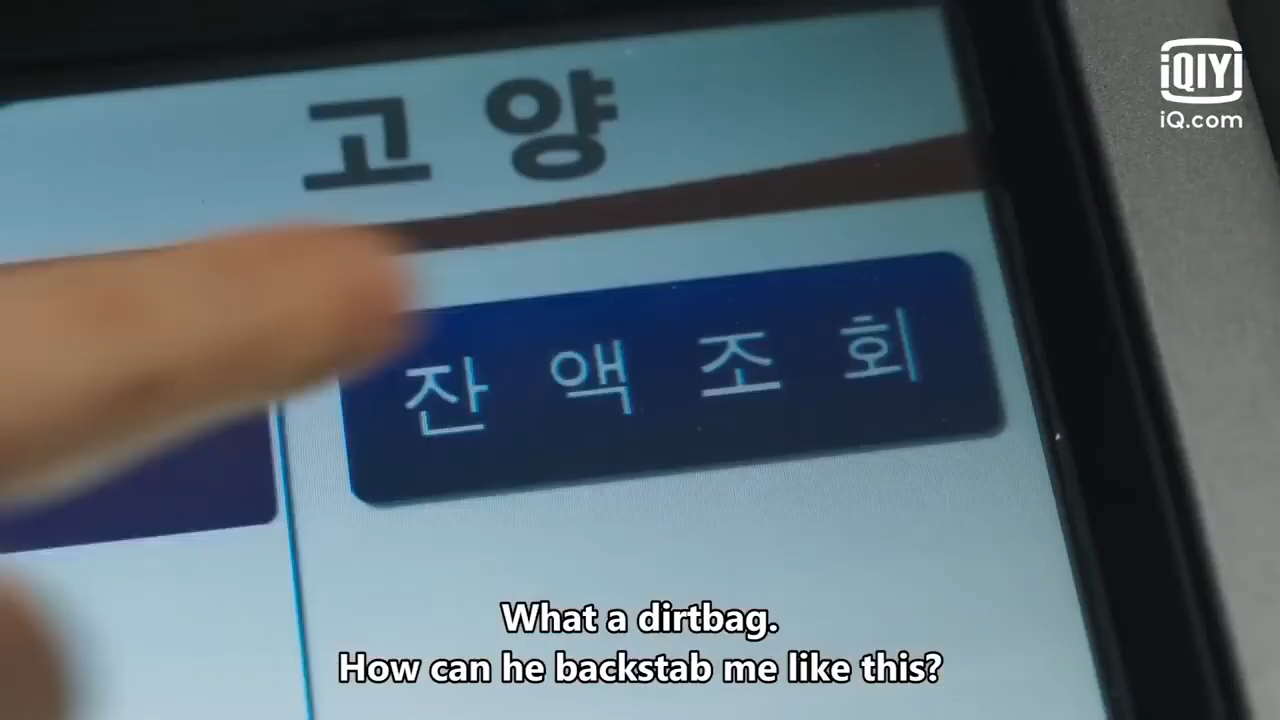 iQIYI
iQ.com
고양
잔액조회
What a dirtbag.
How can he backstab me like this?